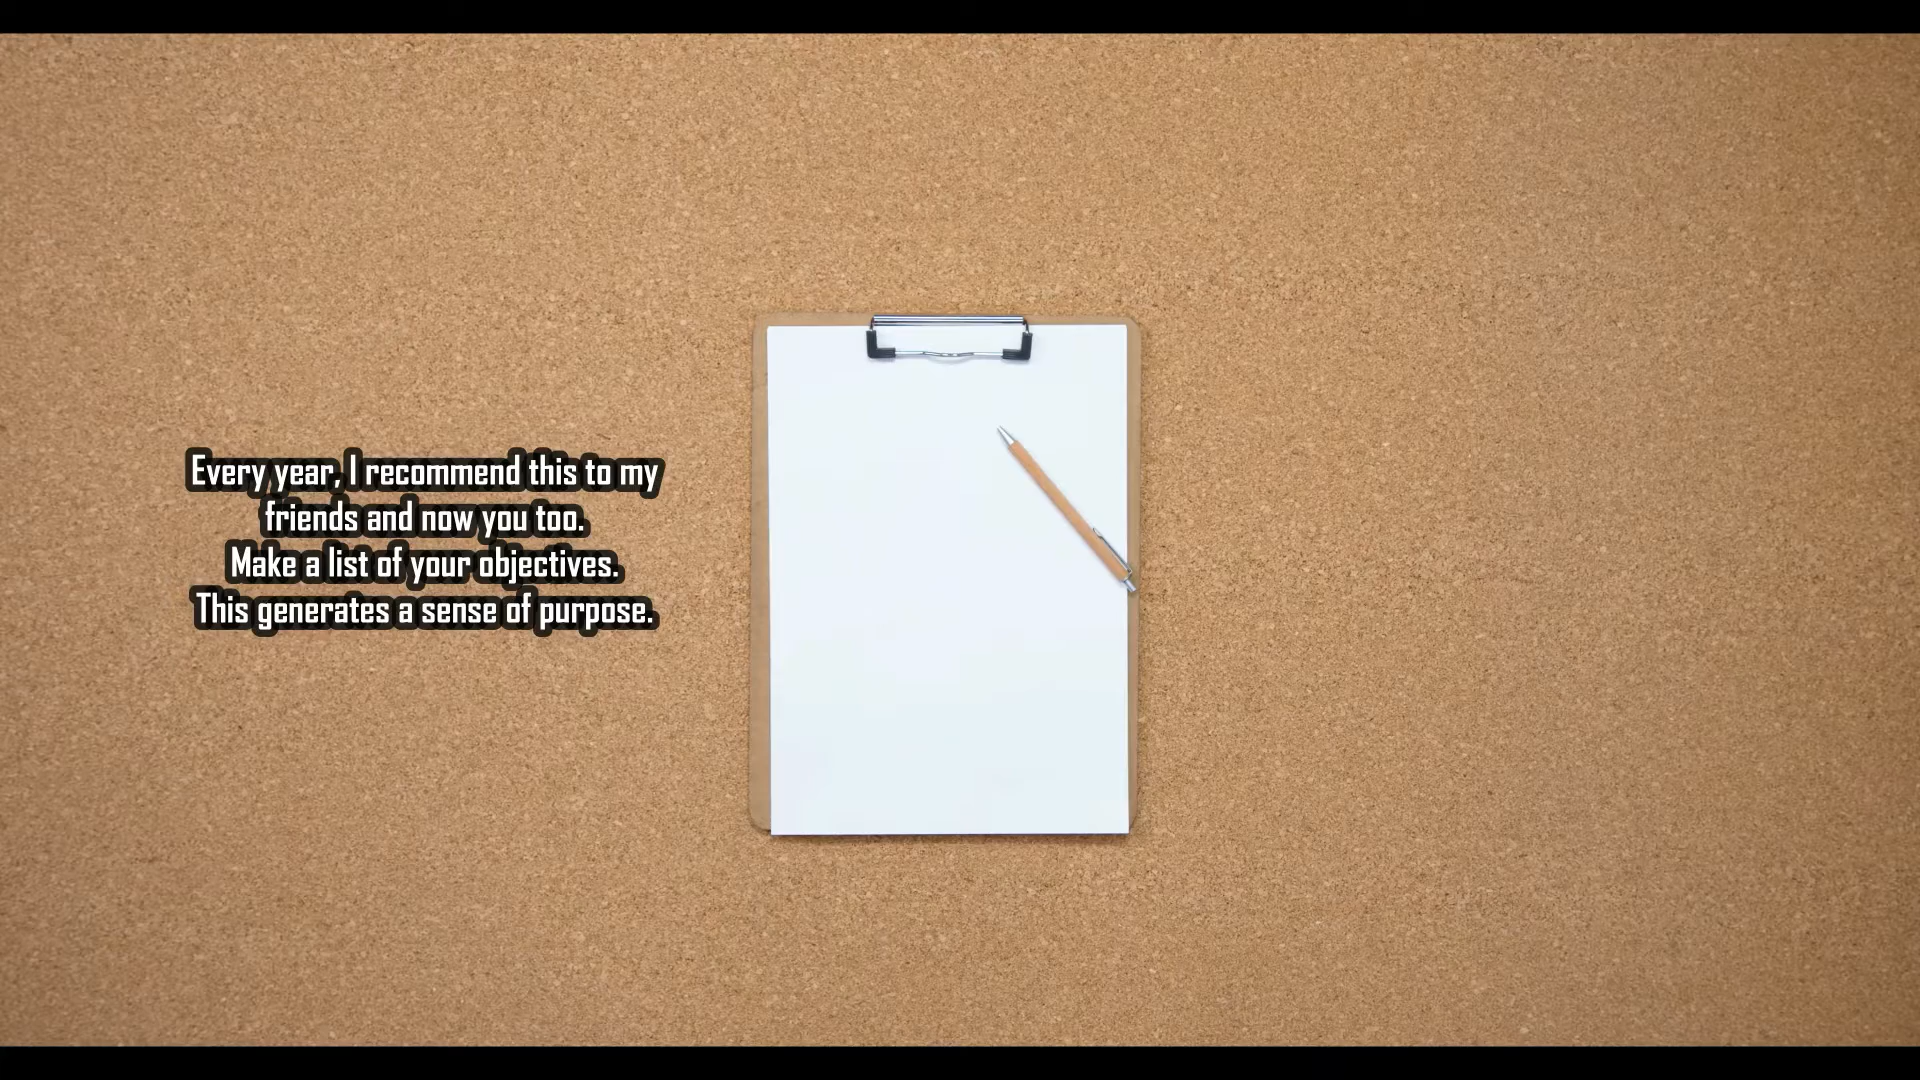 Every year, I recommend this to my
friends and now you too.
Make a list of your objectives.
This generates a sense of purpose.